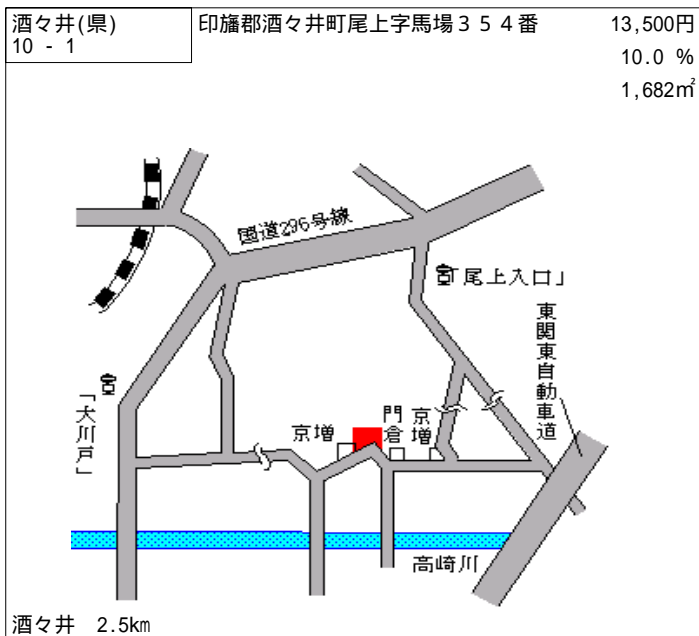 酒々井(県)
10 - 1
印旛郡酒々井町尾上字馬場３５４番
13,500円
10.0 %
1,682㎡
国道296号線
「尾上入口」
東関東自動車道
「大川戸」
京増
門倉
京増
高崎川
酒々井 2.5km